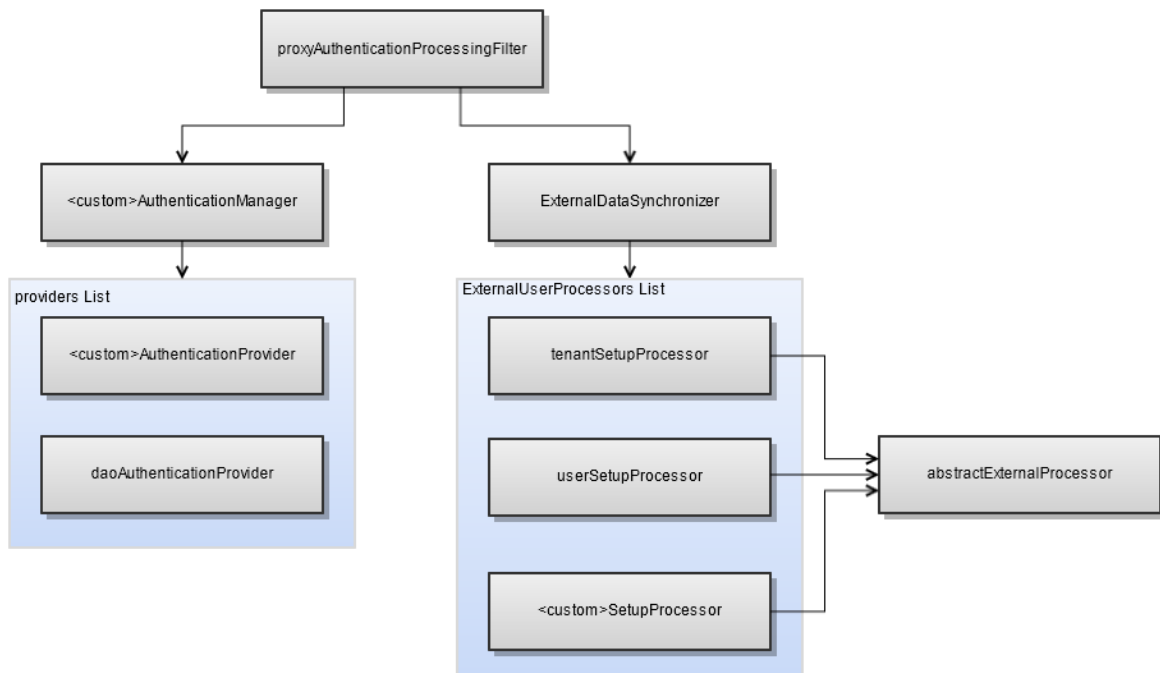 proxyAuthenticationProcessingFilter
<custom>AuthenticationManager
ExternalDataSynchronizer
providers List
<custom>AuthenticationProvider
daoAuthenticationProvider
ExternalUserProcessors List
tenantSetupProcessor
userSetupProcessor
<custom>SetupProcessor
abstractExternalProcessor